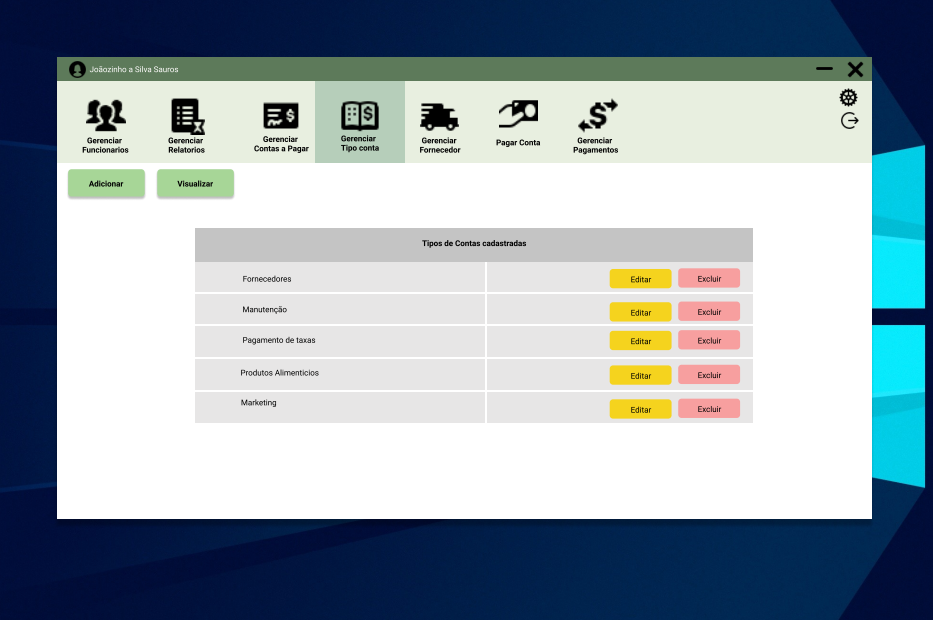 Joãozinho a Silva Sauros
Gerenciar
Funcionarios
Gerenciar
Relatorios
Gerenciar
Contas a Pagar
Gerenciar
Tipo conta
Gerenciar
Fornecedor
Pagar Conta
Gerenciar
Pagamentos
Adicionar
Visualizar
Tipos de Contas cadastradas
Fornecedores
Editar
Excluir
Manutenção
Editar
Excluir
Pagamento de taxas
Editar
Excluir
Produtos Alimenticios
Editar
Excluir
Marketing
Editar
Excluir